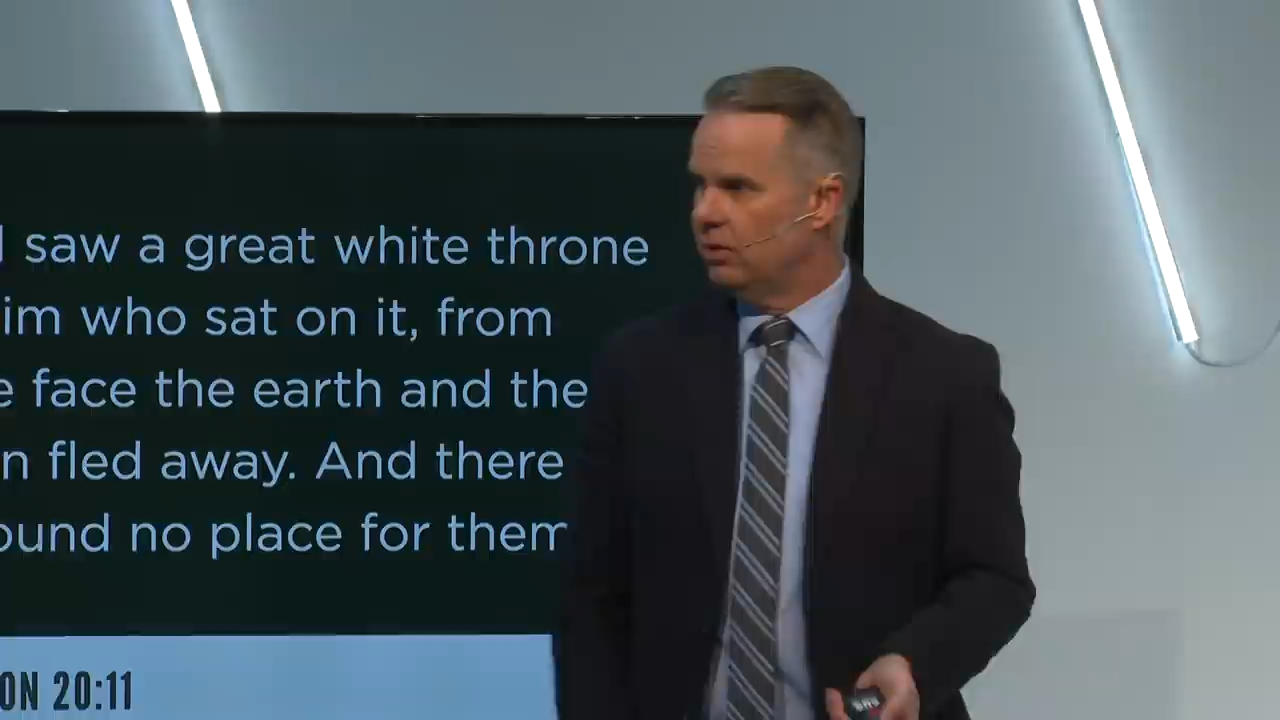 I saw a great white throne
im who sat on it, from
e face the earth and the
n fled away. And there
ound no place for them
ON 20:11